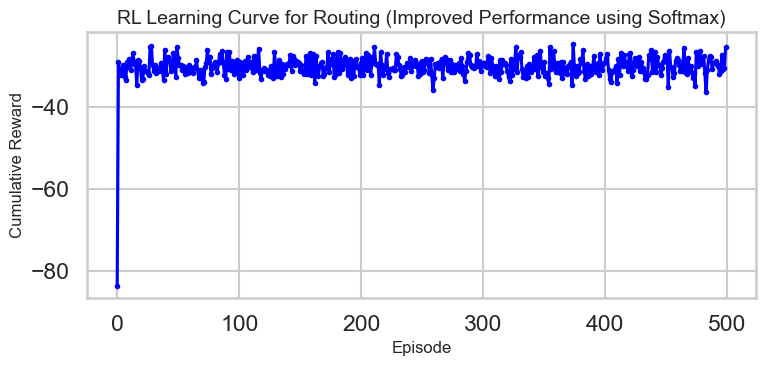 RL Learning Curve for Routing (Improved Performance using Softmax)
Cumulative Reward
−40
−60
−80
0 100 200 300 400 500
Episode